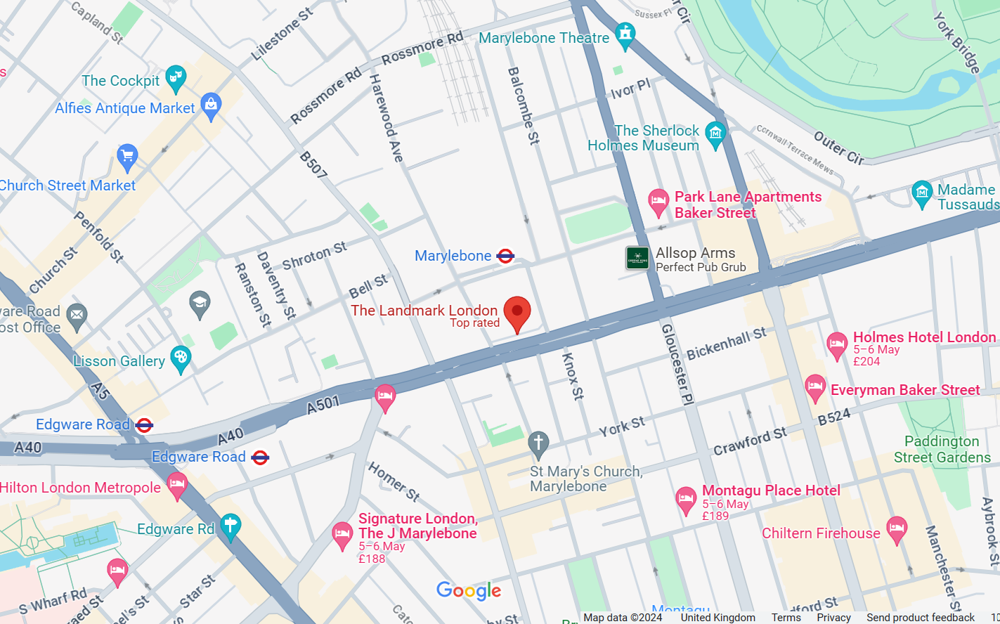 Capland St
Lilestone St
Sussex Pl
Outer Cir
York Bridge
Rossmore Rd
Marylebone Theatre
The Cockpit
Rossmore Rd
Harewood Ave
Balcombe St
Ivor Pl
Alfies Antique Market
The Sherlock
Holmes Museum
Cornwall Terrace Mews
Outer Cir
B507
Church Street Market
Park Lane Apartments
Baker Street
Madame
Tussauds
Penfold St
Church St
Shroton St
Daventry St
Ranston St
Bell St
Marylebone
Allsop Arms
Perfect Pub Grub
The Landmark London
Top rated
Lisson Gallery
Knox St
Gloucester Pl
Bickenhall St
Holmes Hotel London
5–6 May
£204
Everyman Baker Street
A5
A501
A40
A40
Edgware Road
Edgware Road
York St
Crawford St
B524
Paddington
Street Gardens
Hilton London Metropole
Homer St
St Mary's Church,
Marylebone
Montagu Place Hotel
5–6 May
£189
Edgware Rd
Signature London,
The J Marylebone
5–6 May
£188
Chiltern Firehouse
Aybrook St
Manchester St
S Wharf Rd
Star St
Google
Montagu
Map data ©2024 United Kingdom Terms Privacy Send product feedback